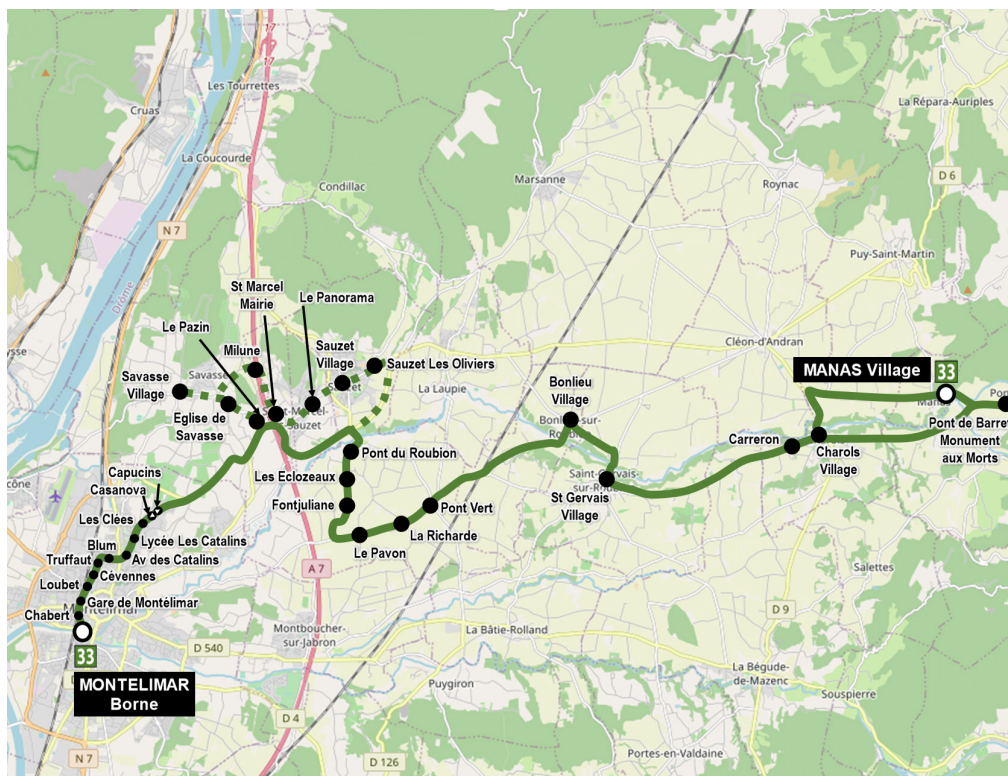 17
17
Les Tourrettes
Cruas
La Répara-Auriples
La Coucourde
Condillac
Marsanne
Roynac
D 6
N 7
Drôme
Puy-Saint-Martin
St Marcel
Mairie
Le Panorama
Le Pazin
Milune
Sauzet
Village
Sauzet Les Oliviers
Cléon-d'Andran
MANAS Village
33
Savasse
Village
La Laupie
Bonlieu
Village
Eglise de
Savasse
Pont de Barret
Monument
aux Morts
Carreron
Charols
Village
Pont du Roubion
Les Eclozeaux
Capucins
Casanova
St Gervais
Village
Fontjuliane
Pont Vert
Les Clées
La Richarde
Lycée Les Catalins
Le Pavon
Blum
Truffaut
Av des Catalins
Cévennes
Loubet
A 7
Salettes
Gare de Montélimar
Chabert
D 9
33
D 540
Montboucher-
sur-Jabron
La Bâtie-Rolland
MONTELIMAR
Borne
Puygiron
La Bégude-
de-Mazenc
Souspierre
D 4
N 7
D 126
Portes-en-Valdaine